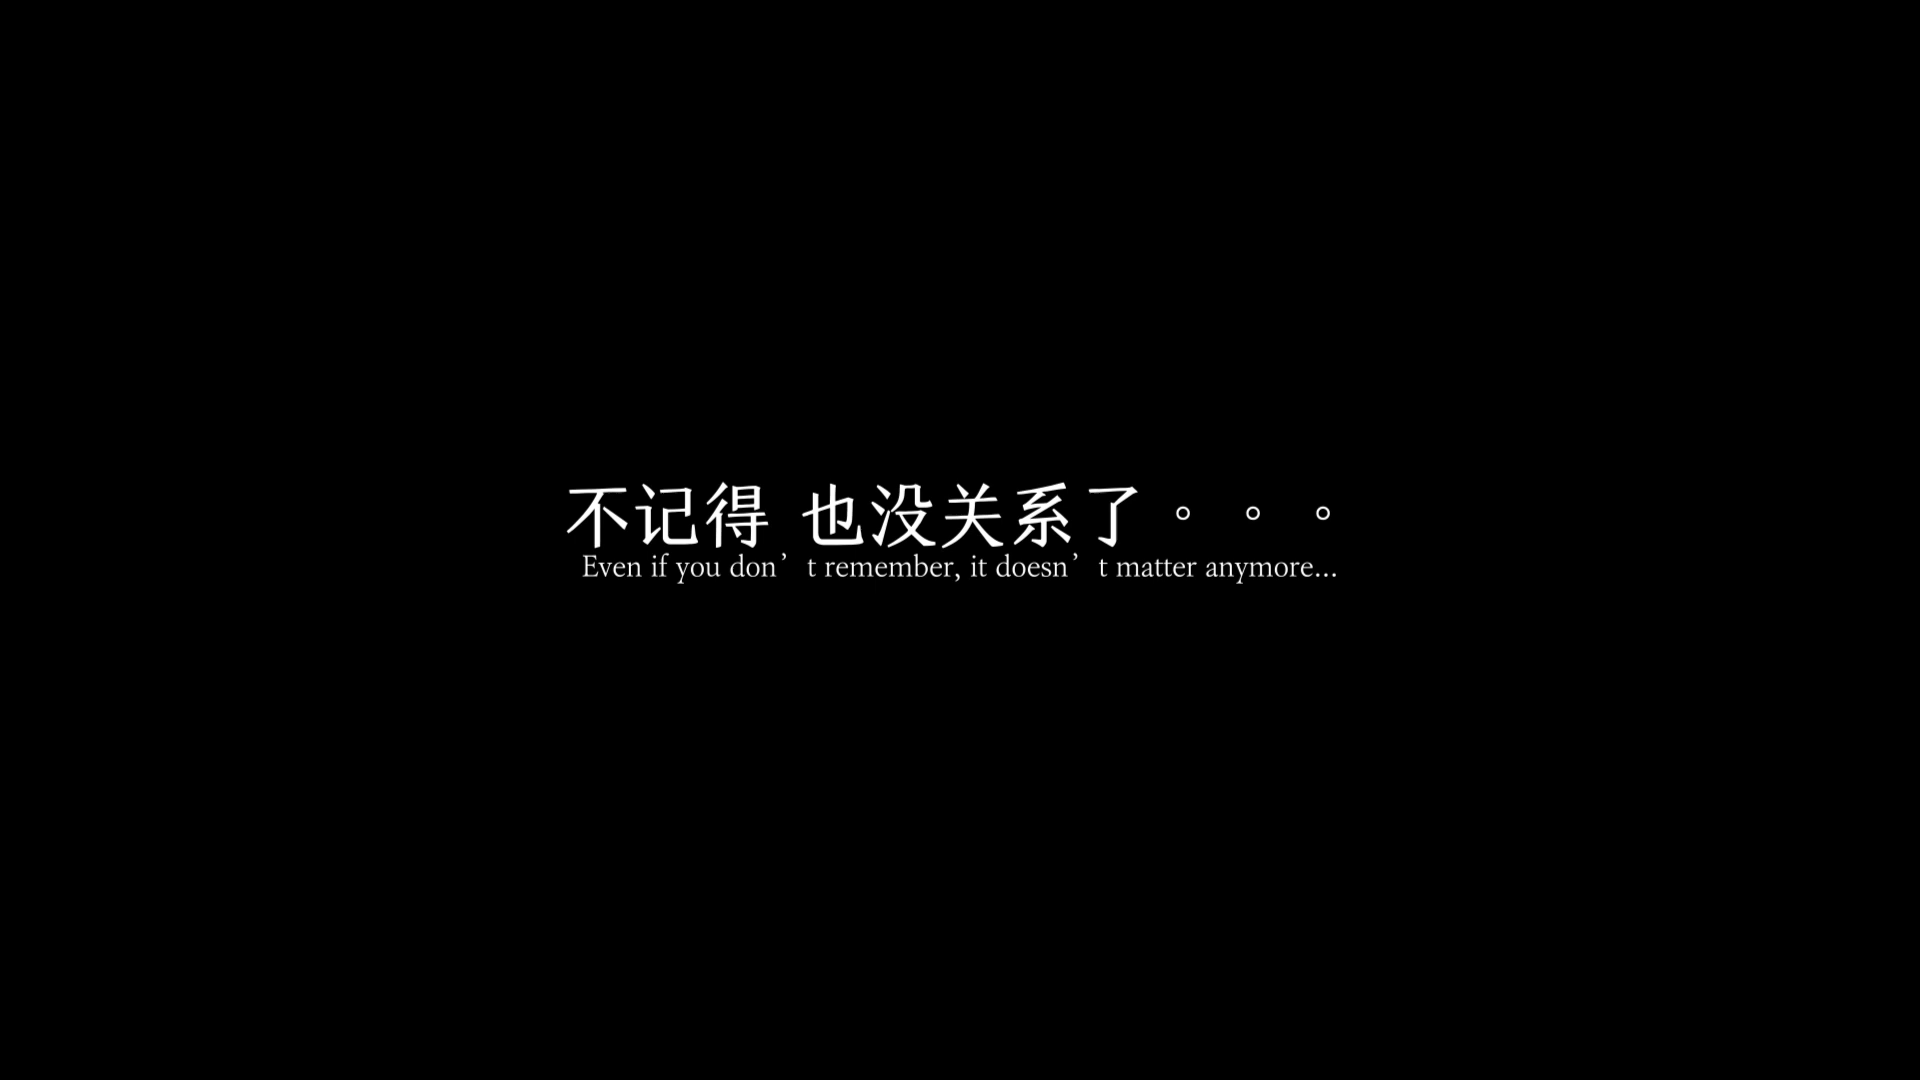 不记得 也没关系了。。。
Even if you don’t remember, it doesn’t matter anymore...